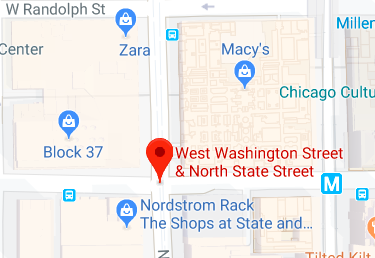 W Randolph St
Center
Zara
Macy's
Millen
Chicago Cultu
Block 37
West Washington Street
& North State Street
M
Nordstrom Rack
The Shops at State and...
N
Tilted Kilt